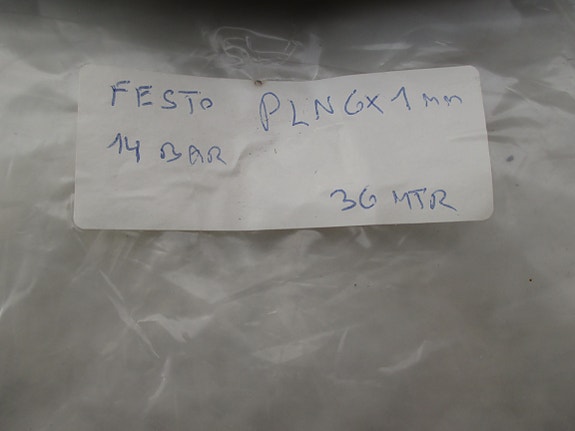 FESTO PLN 6X1 mm
14 BAR
36 MTR